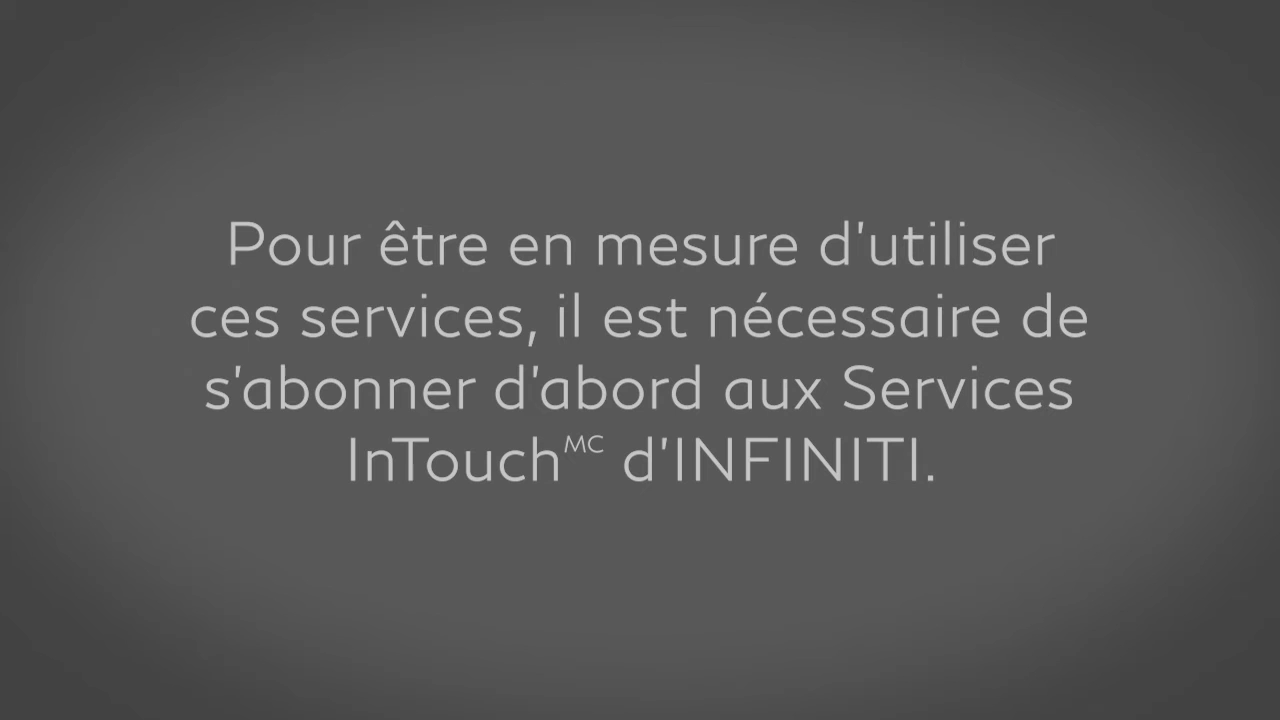 Pour être en mesure d'utiliser
ces services, il est nécessaire de
s'abonner d'abord aux Services
InTouchᴹᶜ d'INFINITI.